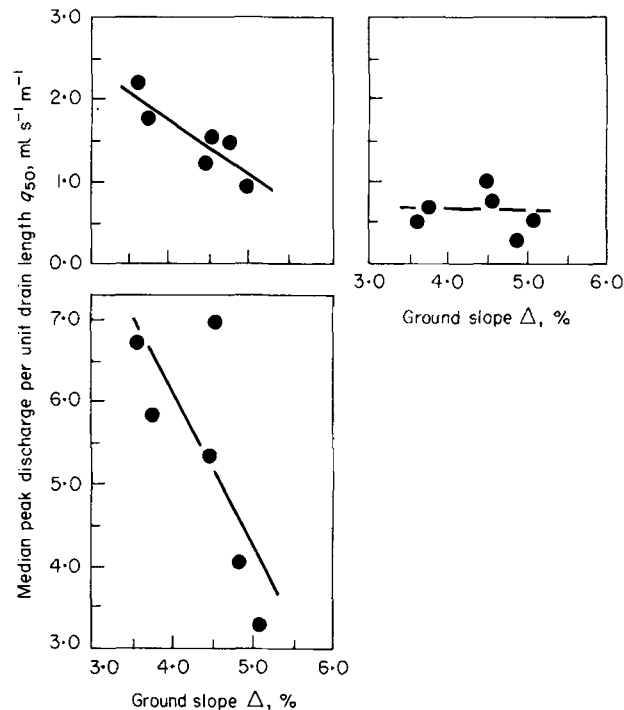 Median peak discharge per unit drain length q₅₀, ml s⁻¹ m⁻¹
3·0
2·0
1·0
0·0
3·0 4·0 5·0 6·0
Ground slope Δ, %
7·0
6·0
5·0
4·0
3·0
3·0 4·0 5·0 6·0
Ground slope Δ, %